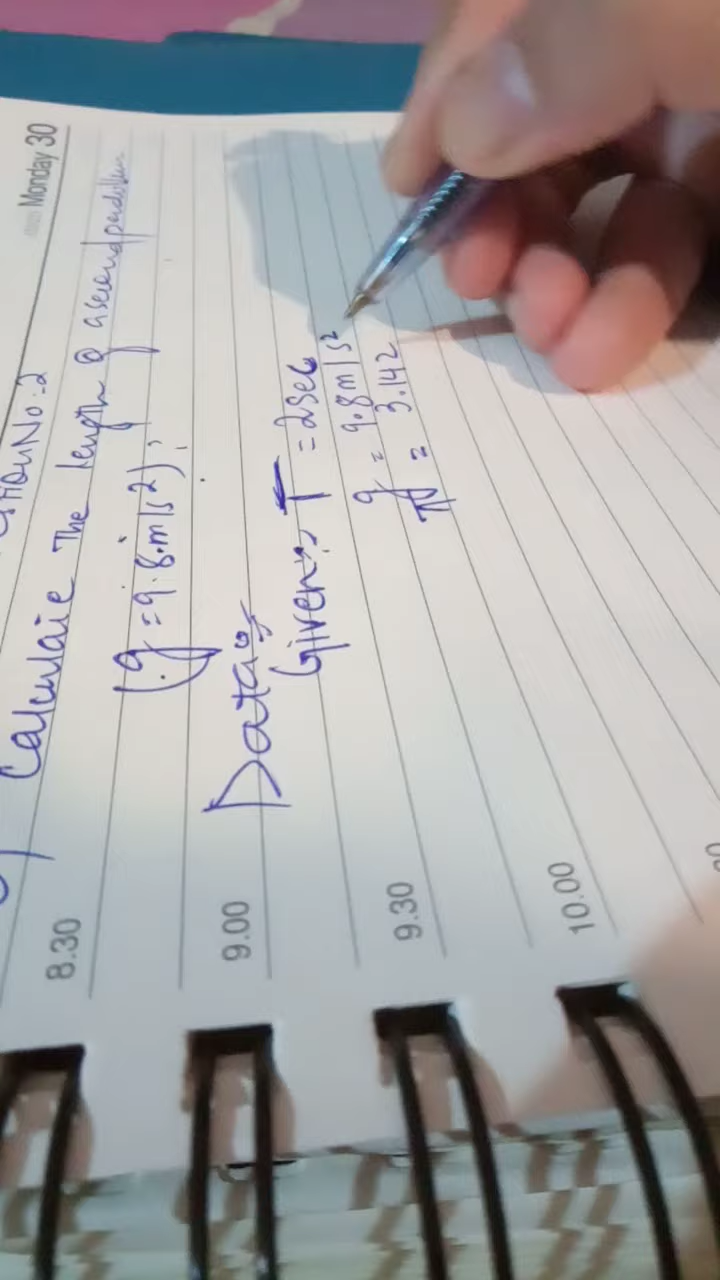 Monday 30
No:2
Calculate The length of a second pendulum
(g = 9.8 m/s2);
Data:
Given: T = 2sec
g = 9.8 m/s²
π = 3.142
8.30
9.00
9.30
10.00